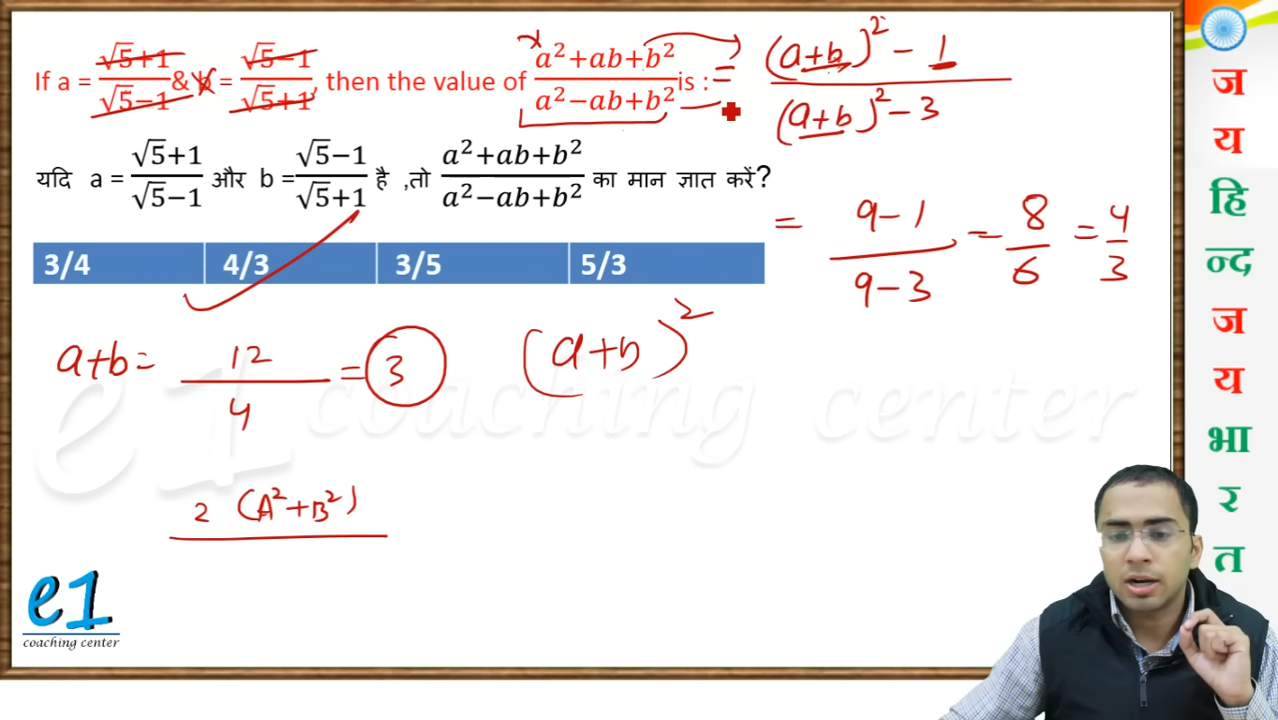 If a = √5+1/√5−1 & b = √5−1/√5+1, then the value of a²+ab+b²/a²−ab+b² is :
= (a+b)² − 1 / (a+b)² − 3
यदि a = √5+1/√5−1 और b = √5−1/√5+1 है ,तो a²+ab+b²/a²−ab+b² का मान ज्ञात करें?
= 9−1/9−3 = 8/6 = 4/3
3/4 4/3 3/5 5/3
a+b = 12/4 = 3 (a+b)²
e1 coaching center
2 (A²+B²)
e1
coaching center
ज
य
हि
न्द
ज
य
भा
र
त